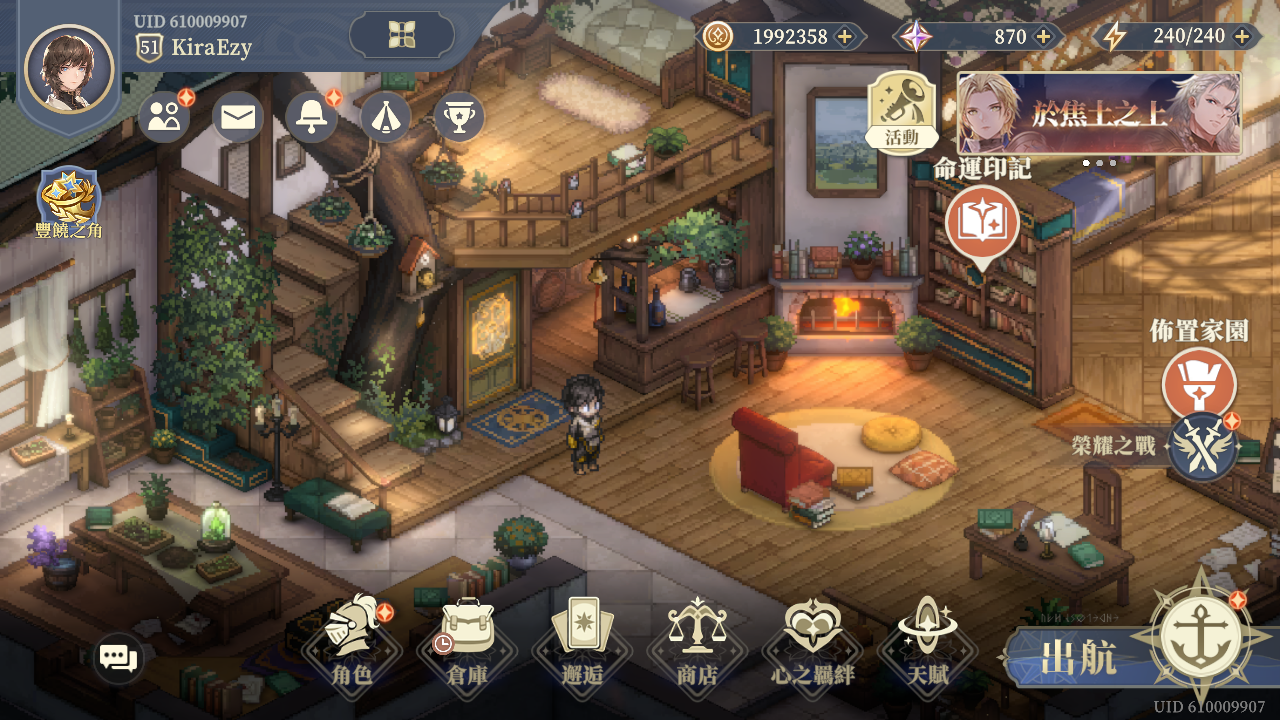 UID 610009907
51 KiraEzy
1992358
870
240/240
活動
於焦土之上
命運印記
豐饒之角
佈置家園
榮耀之戰
角色
倉庫
邂逅
商店
心之羈絆
天賦
出航
UID 610009907